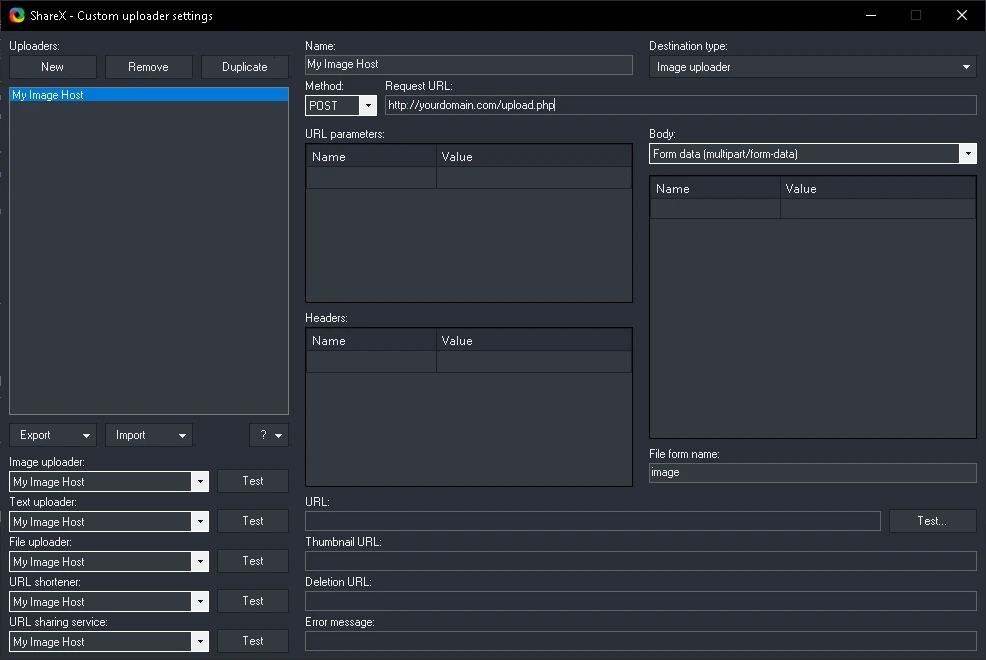 ShareX - Custom uploader settings
Uploaders:
New
Remove
Duplicate
My Image Host
Export
Import
?
Image uploader:
My Image Host
Test
Text uploader:
My Image Host
Test
File uploader:
My Image Host
Test
URL shortener:
My Image Host
Test
URL sharing service:
My Image Host
Test
Name:
My Image Host
Destination type:
Image uploader
Method:
POST
Request URL:
http://yourdomain.com/upload.php
URL parameters:
Name Value
Headers:
Name Value
Body:
Form data (multipart/form-data)
Name Value
File form name:
image
URL:
Test...
Thumbnail URL:
Deletion URL:
Error message: